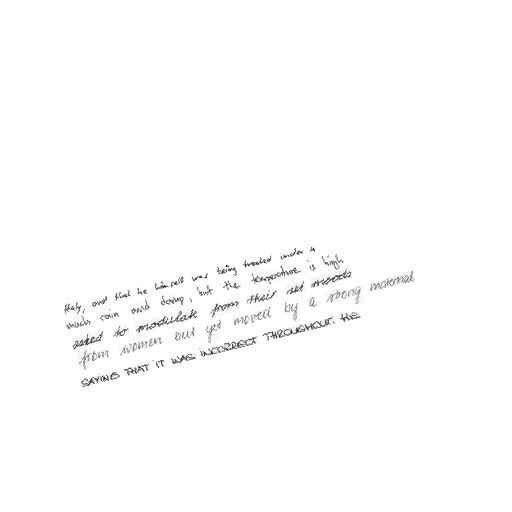 Italy, and that he himself was being treated under a
much rain and damp, but the temperature is high
asked to modulate from their set moods
from women but yet moved by a strong maternal
SAYING THAT IT WAS INCORRECT THROUGHOUT. HE